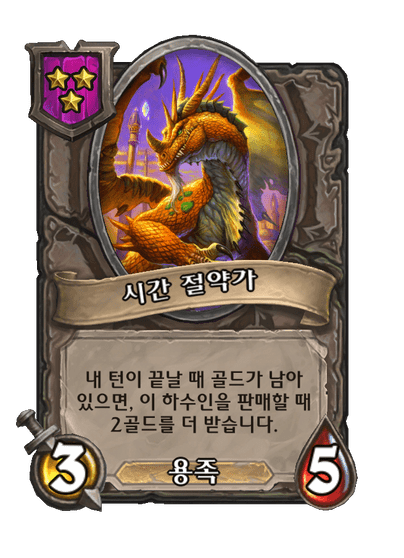 시간 절약가
내 턴이 끝날 때 골드가 남아
있으면, 이 하수인을 판매할 때
2골드를 더 받습니다.
3
용족
5